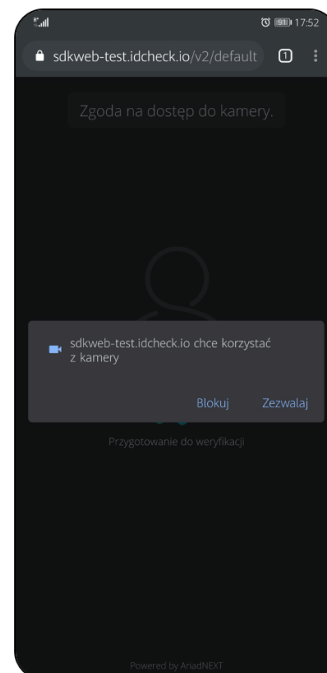 17:52
sdkweb-test.idcheck.io/v2/default
1
Zgoda na dostęp do kamery.
sdkweb-test.idcheck.io chce korzystać
z kamery
Blokuj Zezwalaj
Przygotowanie do weryfikacji
Powered by AriadNEXT